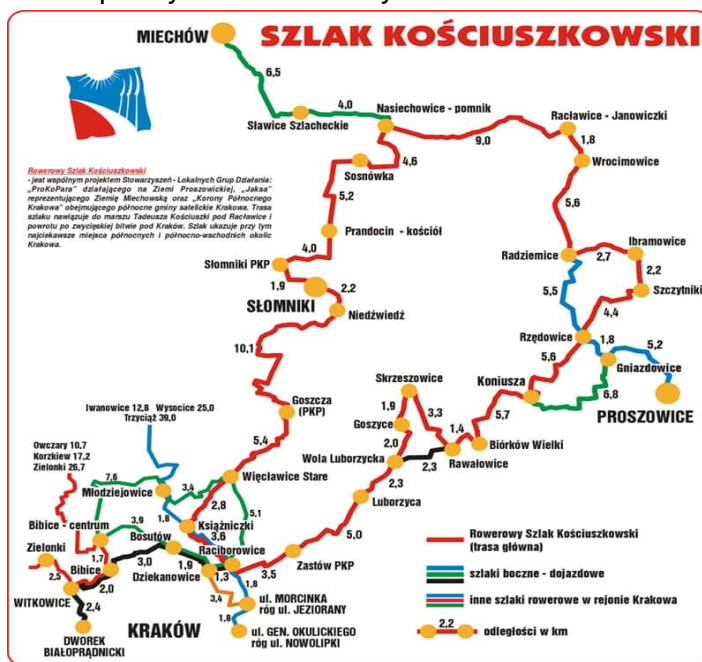 SZLAK KOŚCIUSZKOWSKI
MIECHÓW
6,5
4,0
Sławice Szlacheckie
Nasiechowice - pomnik
9,0
Racławice - Janowiczki
1,8
Wrocimowice
4,6
Sosnówka
5,2
5,6
Rowerowy Szlak Kościuszkowski
- jest wspólnym projektem Stowarzyszeń - Lokalnych Grup Działania:
"ProKoPara" działającego na Ziemi Proszowickiej, „Jaksa"
reprezentującego Ziemię Miechowską oraz „Korony Północnego
Krakowa" obejmującego północne gminy satelickie Krakowa. Trasa
szlaku nawiązuje do marszu Tadeusza Kościuszki pod Racławice i
powrotu po zwycięskiej bitwie pod Kraków. Szlak ukazuje przy tym
najciekawsze miejsca północnych i północno-wschodnich okolic
Krakowa.
Prandocin - kościół
4,0
Słomniki PKP
1,9
SŁOMNIKI
2,2
Niedźwiedź
Radziemice
2,7
Ibramowice
2,2
Szczytniki
5,5
4,4
Rzędowice
1,8
5,2
Gniazdowice
PROSZOWICE
5,6
6,8
Koniusza
5,7
Biórków Wielki
1,4
Rawałowice
3,3
Skrzeszowice
1,9
Goszyce
2,0
Wola Luborzycka
2,3
2,3
Luborzyca
5,0
Zastów PKP
3,5
10,1
Goszcza
(PKP)
5,4
Więcławice Stare
Iwanowice 12,8 Wysocice 25,0
Trzyciąż 39,0
Owczary 10,7
Korzkiew 17,2
Zielonki 26,7
7,6
3,4
Młodziejowice
1,8
2,8
5,1
Książniczki
3,6
Bibice - centrum
3,9
Bosutów
Raciborowice
Zielonki
1,7
3,0
1,9
1,3
2,5
Bibice
Dziekanowice
1,8
2,0
WITKOWICE
3,4
2,4
ul. MORCINKA
róg ul. JEZIORANY
DWOREK
BIAŁOPRĄDNICKI
KRAKÓW
1,8
ul. GEN. OKULICKIEGO
róg ul. NOWOLIPKI
Rowerowy Szlak Kościuszkowski
(trasa główna)
szlaki boczne - dojazdowe
inne szlaki rowerowe w rejonie Krakowa
2,2
odległości w km